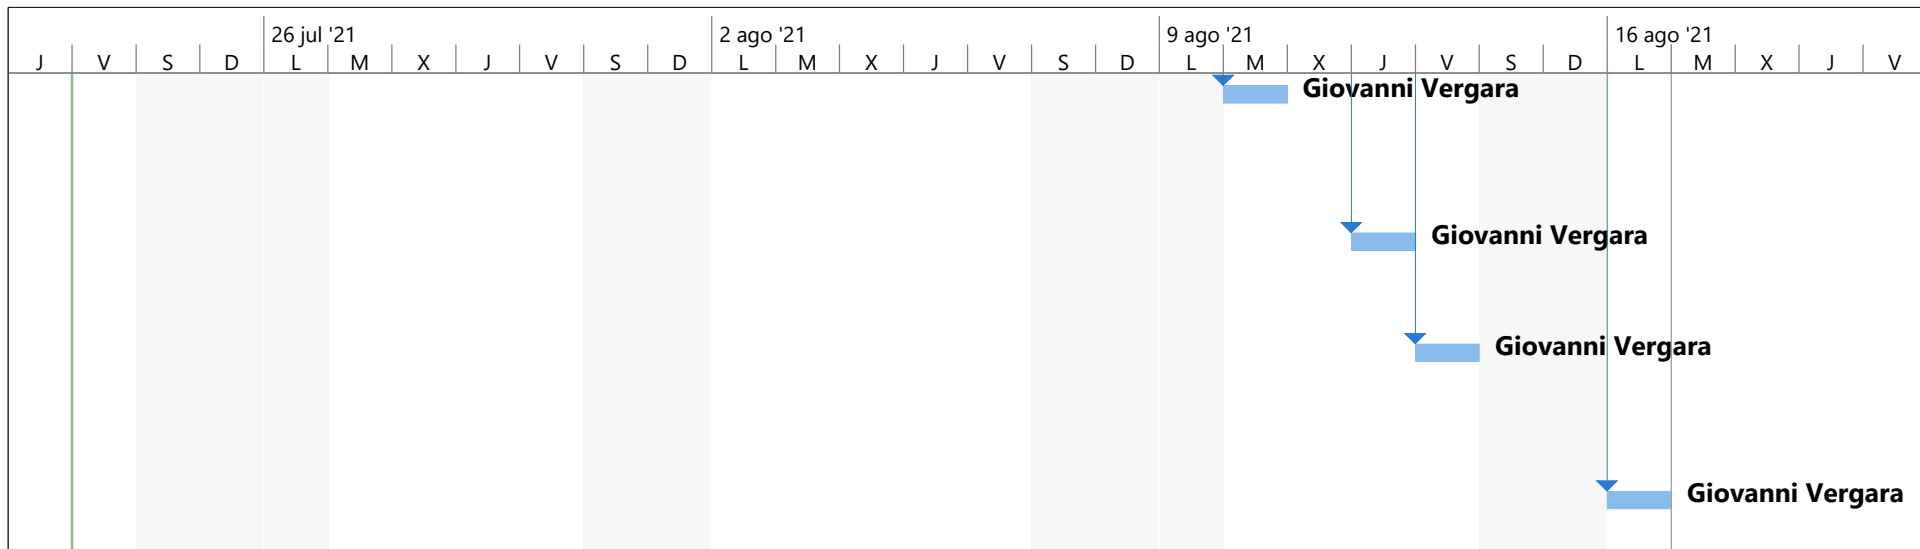 26 jul '21 2 ago '21 9 ago '21 16 ago '21
J V S D L M X J V S D L M X J V S D L M X J V S D L M X J V
Giovanni Vergara
Giovanni Vergara
Giovanni Vergara
Giovanni Vergara